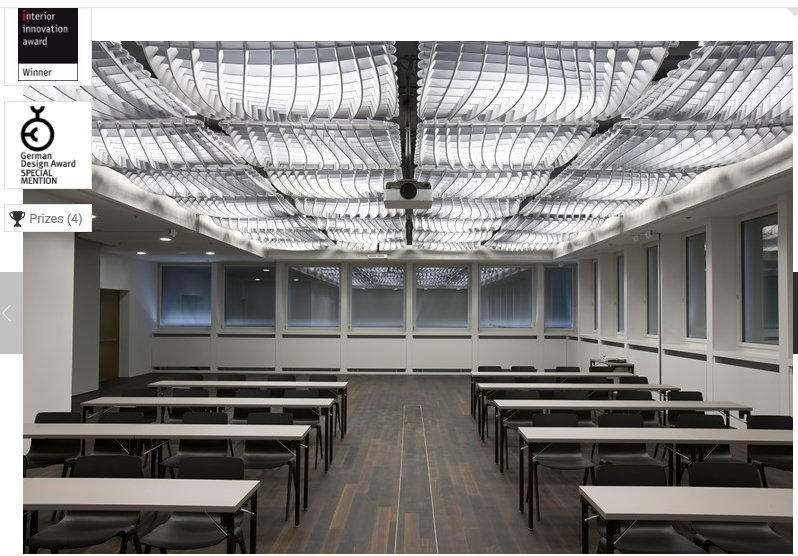 interior
innovation
award
Winner
German
Design Award
SPECIAL
MENTION
Prizes (4)